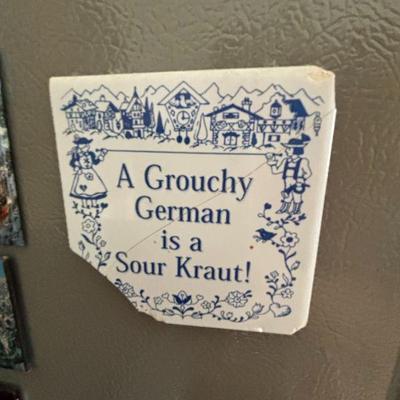 A Grouchy
German
is a
Sour Kraut!